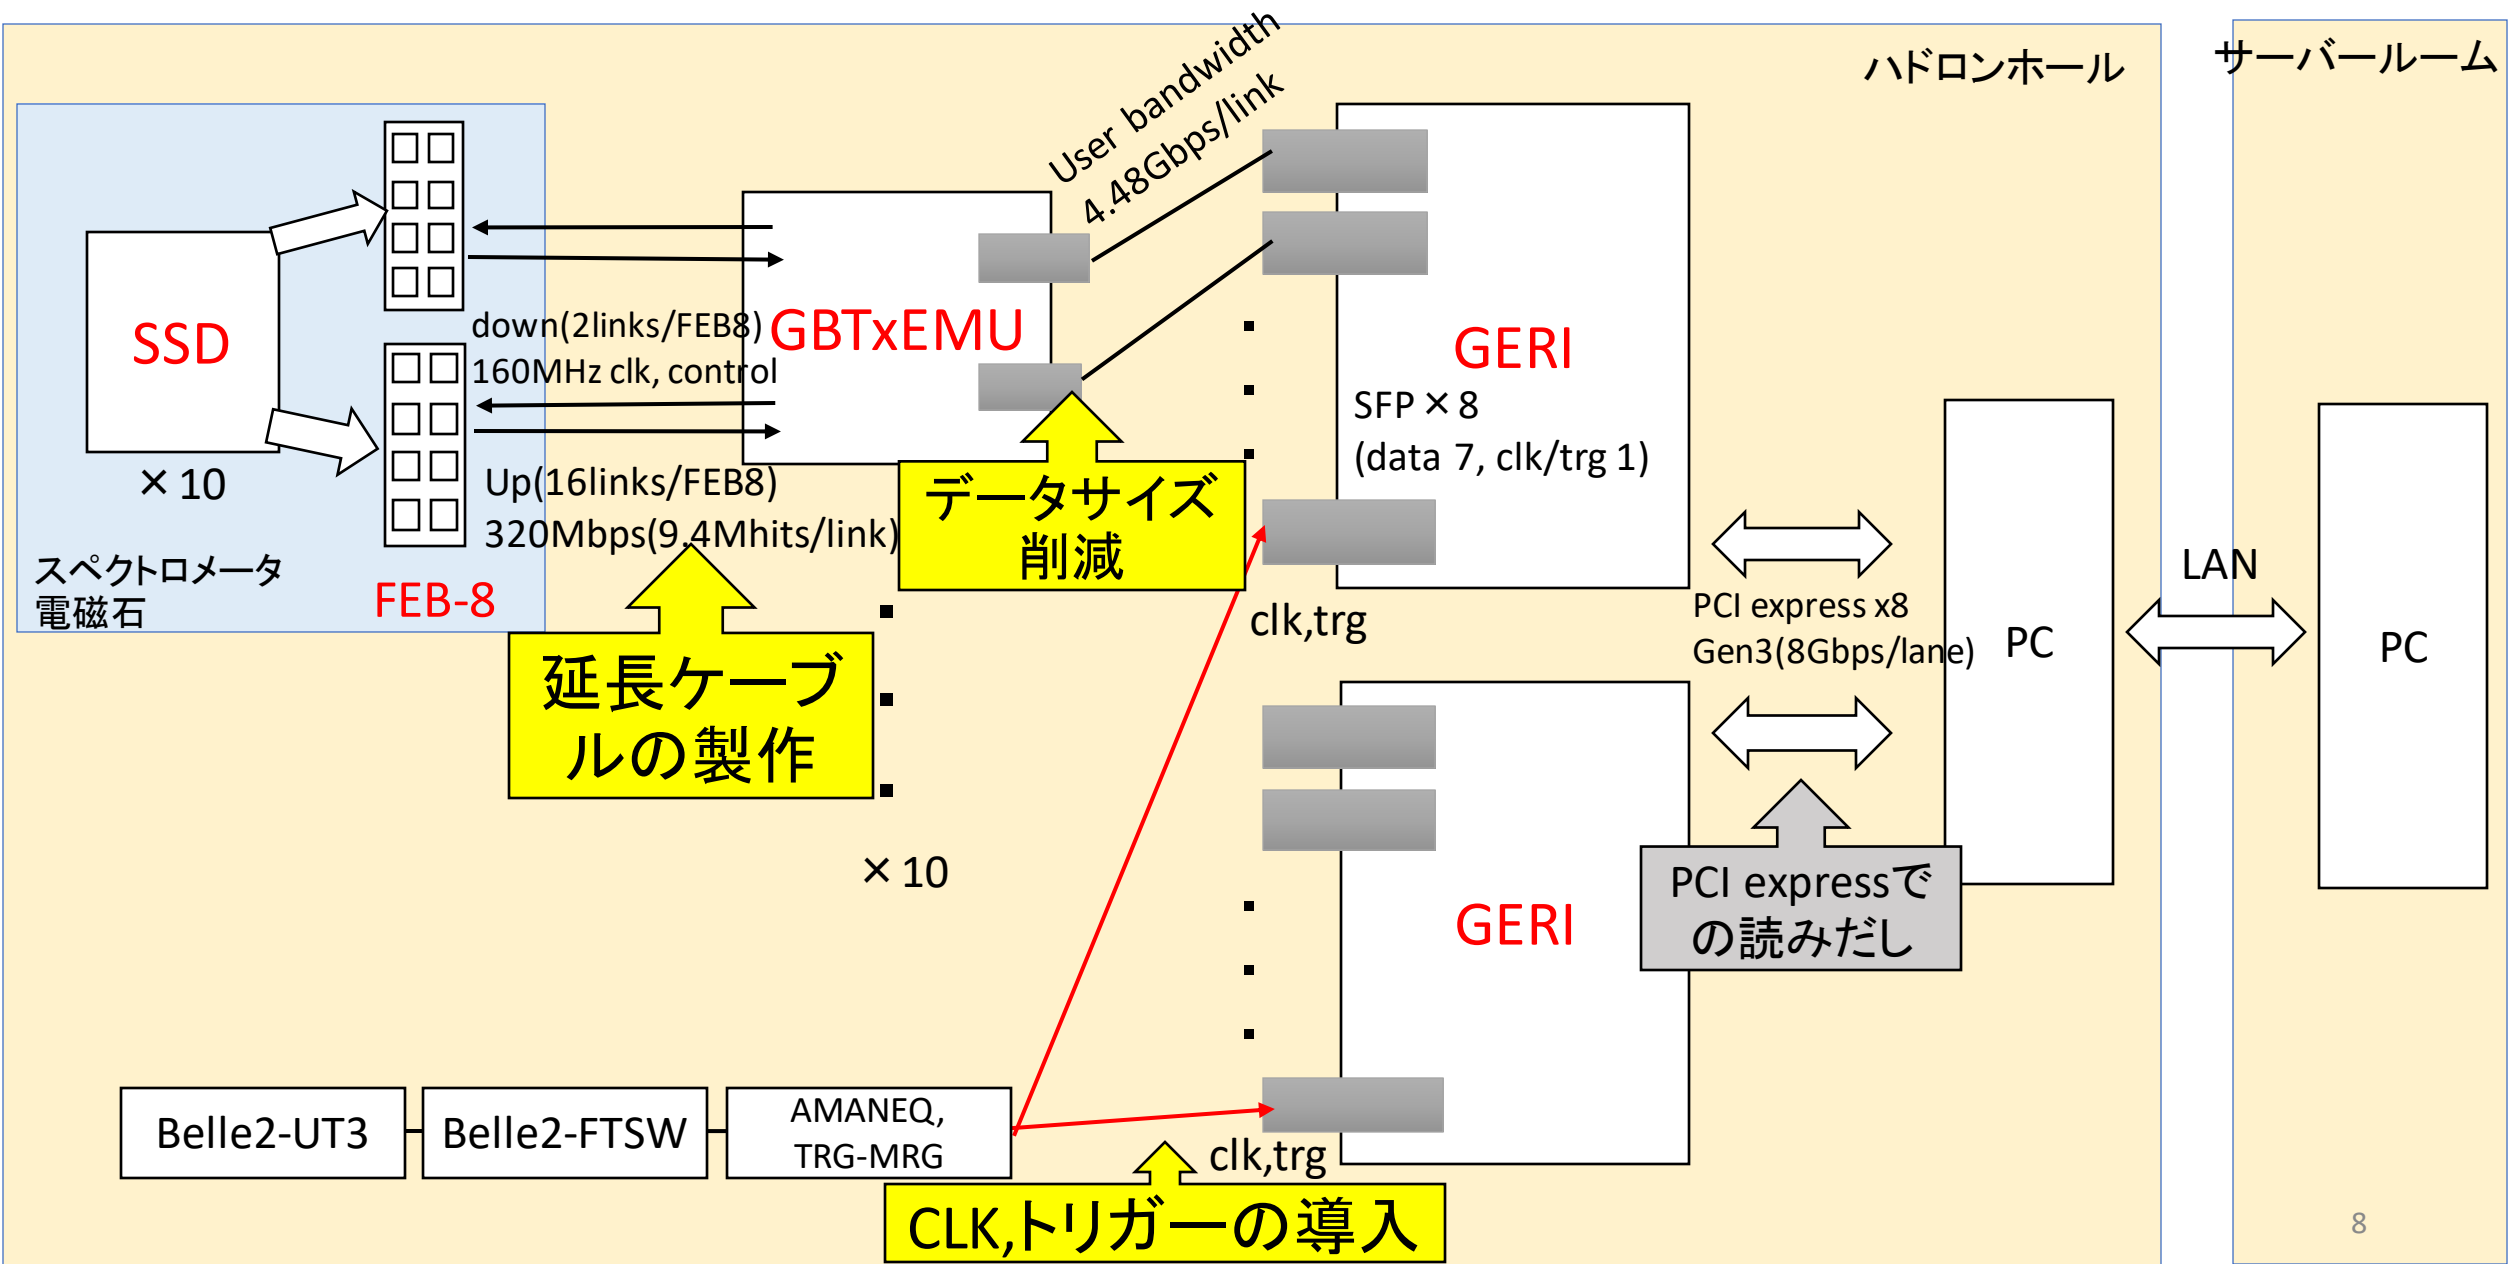 ハドロンホール
サーバールーム
User bandwidth
4.48Gbps/link
SSD
× 10
スペクトロメータ
電磁石
FEB-8
down(2links/FEB8)
160MHz clk, control
Up(16links/FEB8)
320Mbps(9.4Mhits/link)
GBTxEMU
データサイズ
削減
延長ケーブ
ルの製作
× 10
GERI
SFP × 8
(data 7, clk/trg 1)
clk,trg
PCI express x8
Gen3(8Gbps/lane)
PC
LAN
PC
GERI
PCI expressで
の読みだし
Belle2-UT3
Belle2-FTSW
AMANEQ,
TRG-MRG
clk,trg
CLK,トリガーの導入
8